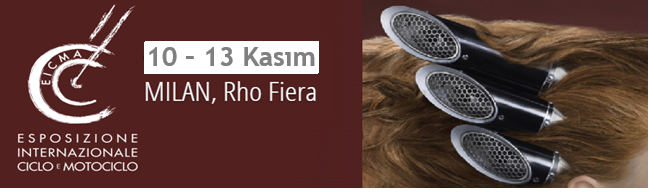 EICMA
10 - 13 Kasım
MILAN, Rho Fiera
ESPOSIZIONE
INTERNAZIONALE
CICLO E MOTOCICLO